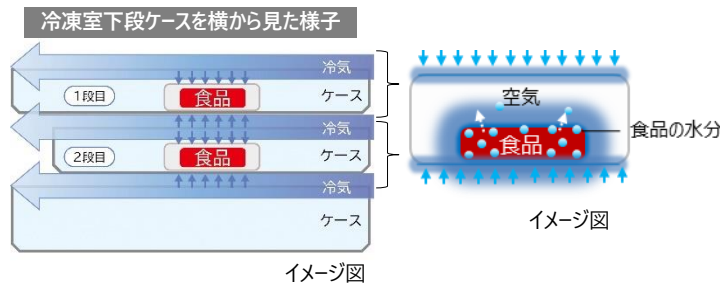 冷凍室下段ケースを横から見た様子
冷気
1段目
食品
ケース
冷気
2段目
食品
ケース
冷気
ケース
イメージ図
空気
食品
食品の水分
イメージ図